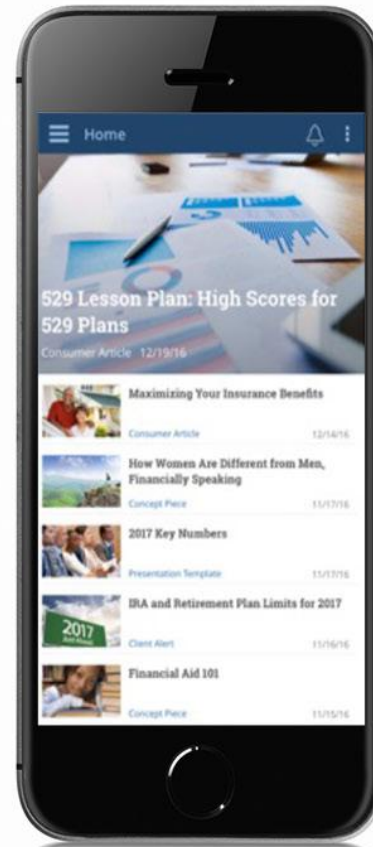 Home
529 Lesson Plan: High Scores for
529 Plans
Consumer Article 12/19/16
Maximizing Your Insurance Benefits
Consumer Article 12/14/16
How Women Are Different from Men,
Financially Speaking
Concept Piece 11/17/16
2017 Key Numbers
Presentation Template 11/17/16
IRA and Retirement Plan Limits for 2017
2017
Client Alert 11/16/16
Financial Aid 101
Concept Piece 11/15/16